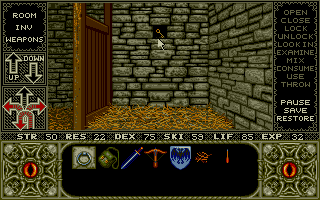 ROOM
INV
WEAPONS
UP
DOWN
OPEN
CLOSE
LOCK
UNLOCK
LOOK IN
EXAMINE
MIX
CONSUME
USE
THROW
PAUSE
SAVE
RESTORE
STR 50 RES 22 DEX 75 SKI 59 LIF 85 EXP 32